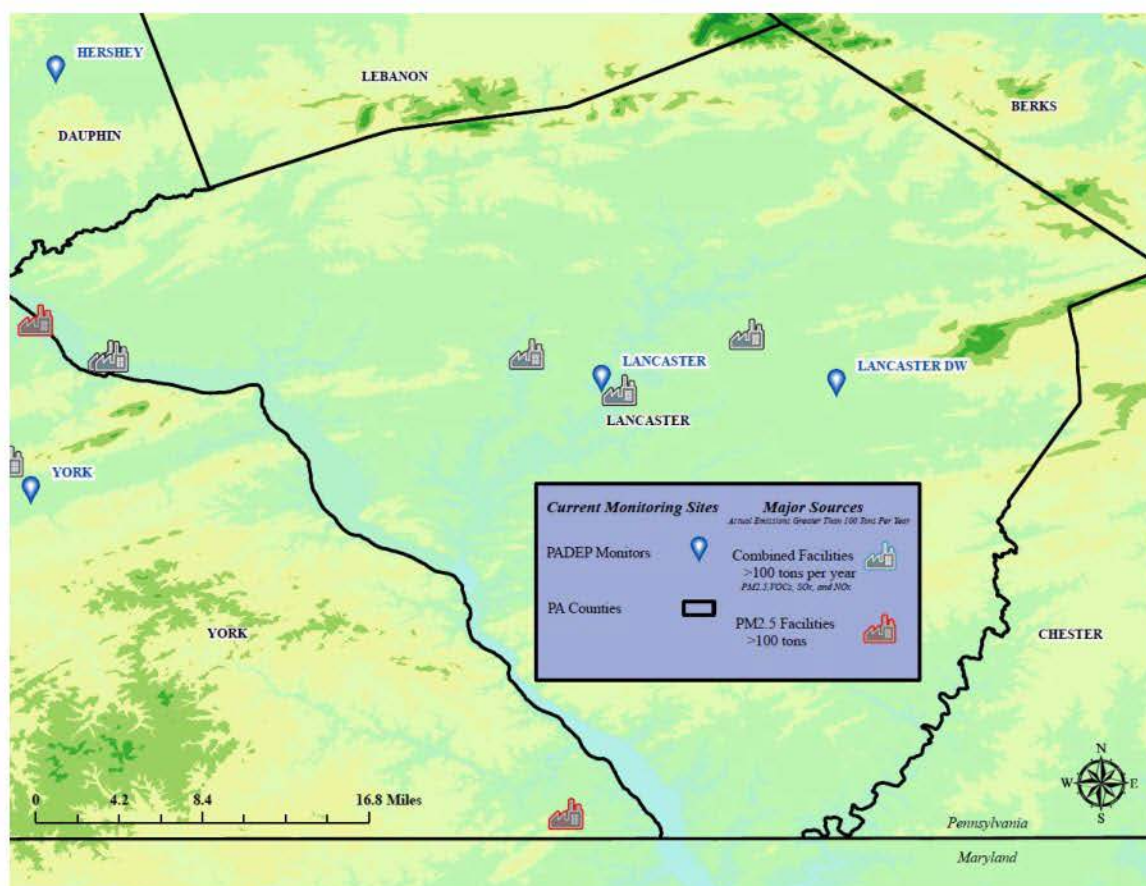 HERSHEY
LEBANON
BERKS
DAUPHIN
LANCASTER
LANCASTER DW
LANCASTER
YORK
Current Monitoring Sites
Major Sources
Actual Emissions Greater Than 100 Tons Per Year
PADEP Monitors
Combined Facilities
>100 tons per year
PM2.5,VOCs, SOx, and NOx
PA Counties
PM2.5 Facilities
>100 tons
YORK
CHESTER
0 4.2 8.4 16.8 Miles
N
W E
S
Pennsylvania
Maryland